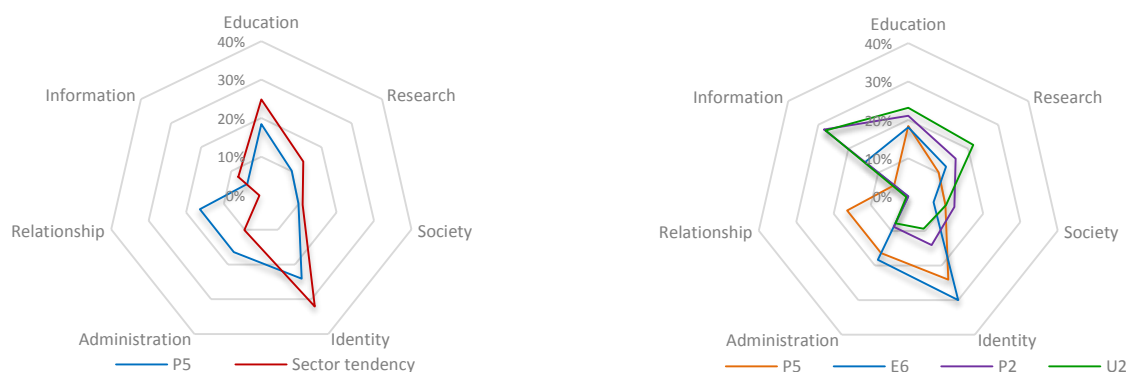 Education
40%
30%
20%
10%
0%
Information
Research
Relationship
Society
Administration
Identity
P5
Sector tendency
Education
40%
30%
20%
10%
0%
Information
Research
Relationship
Society
Administration
Identity
P5
E6
P2
U2